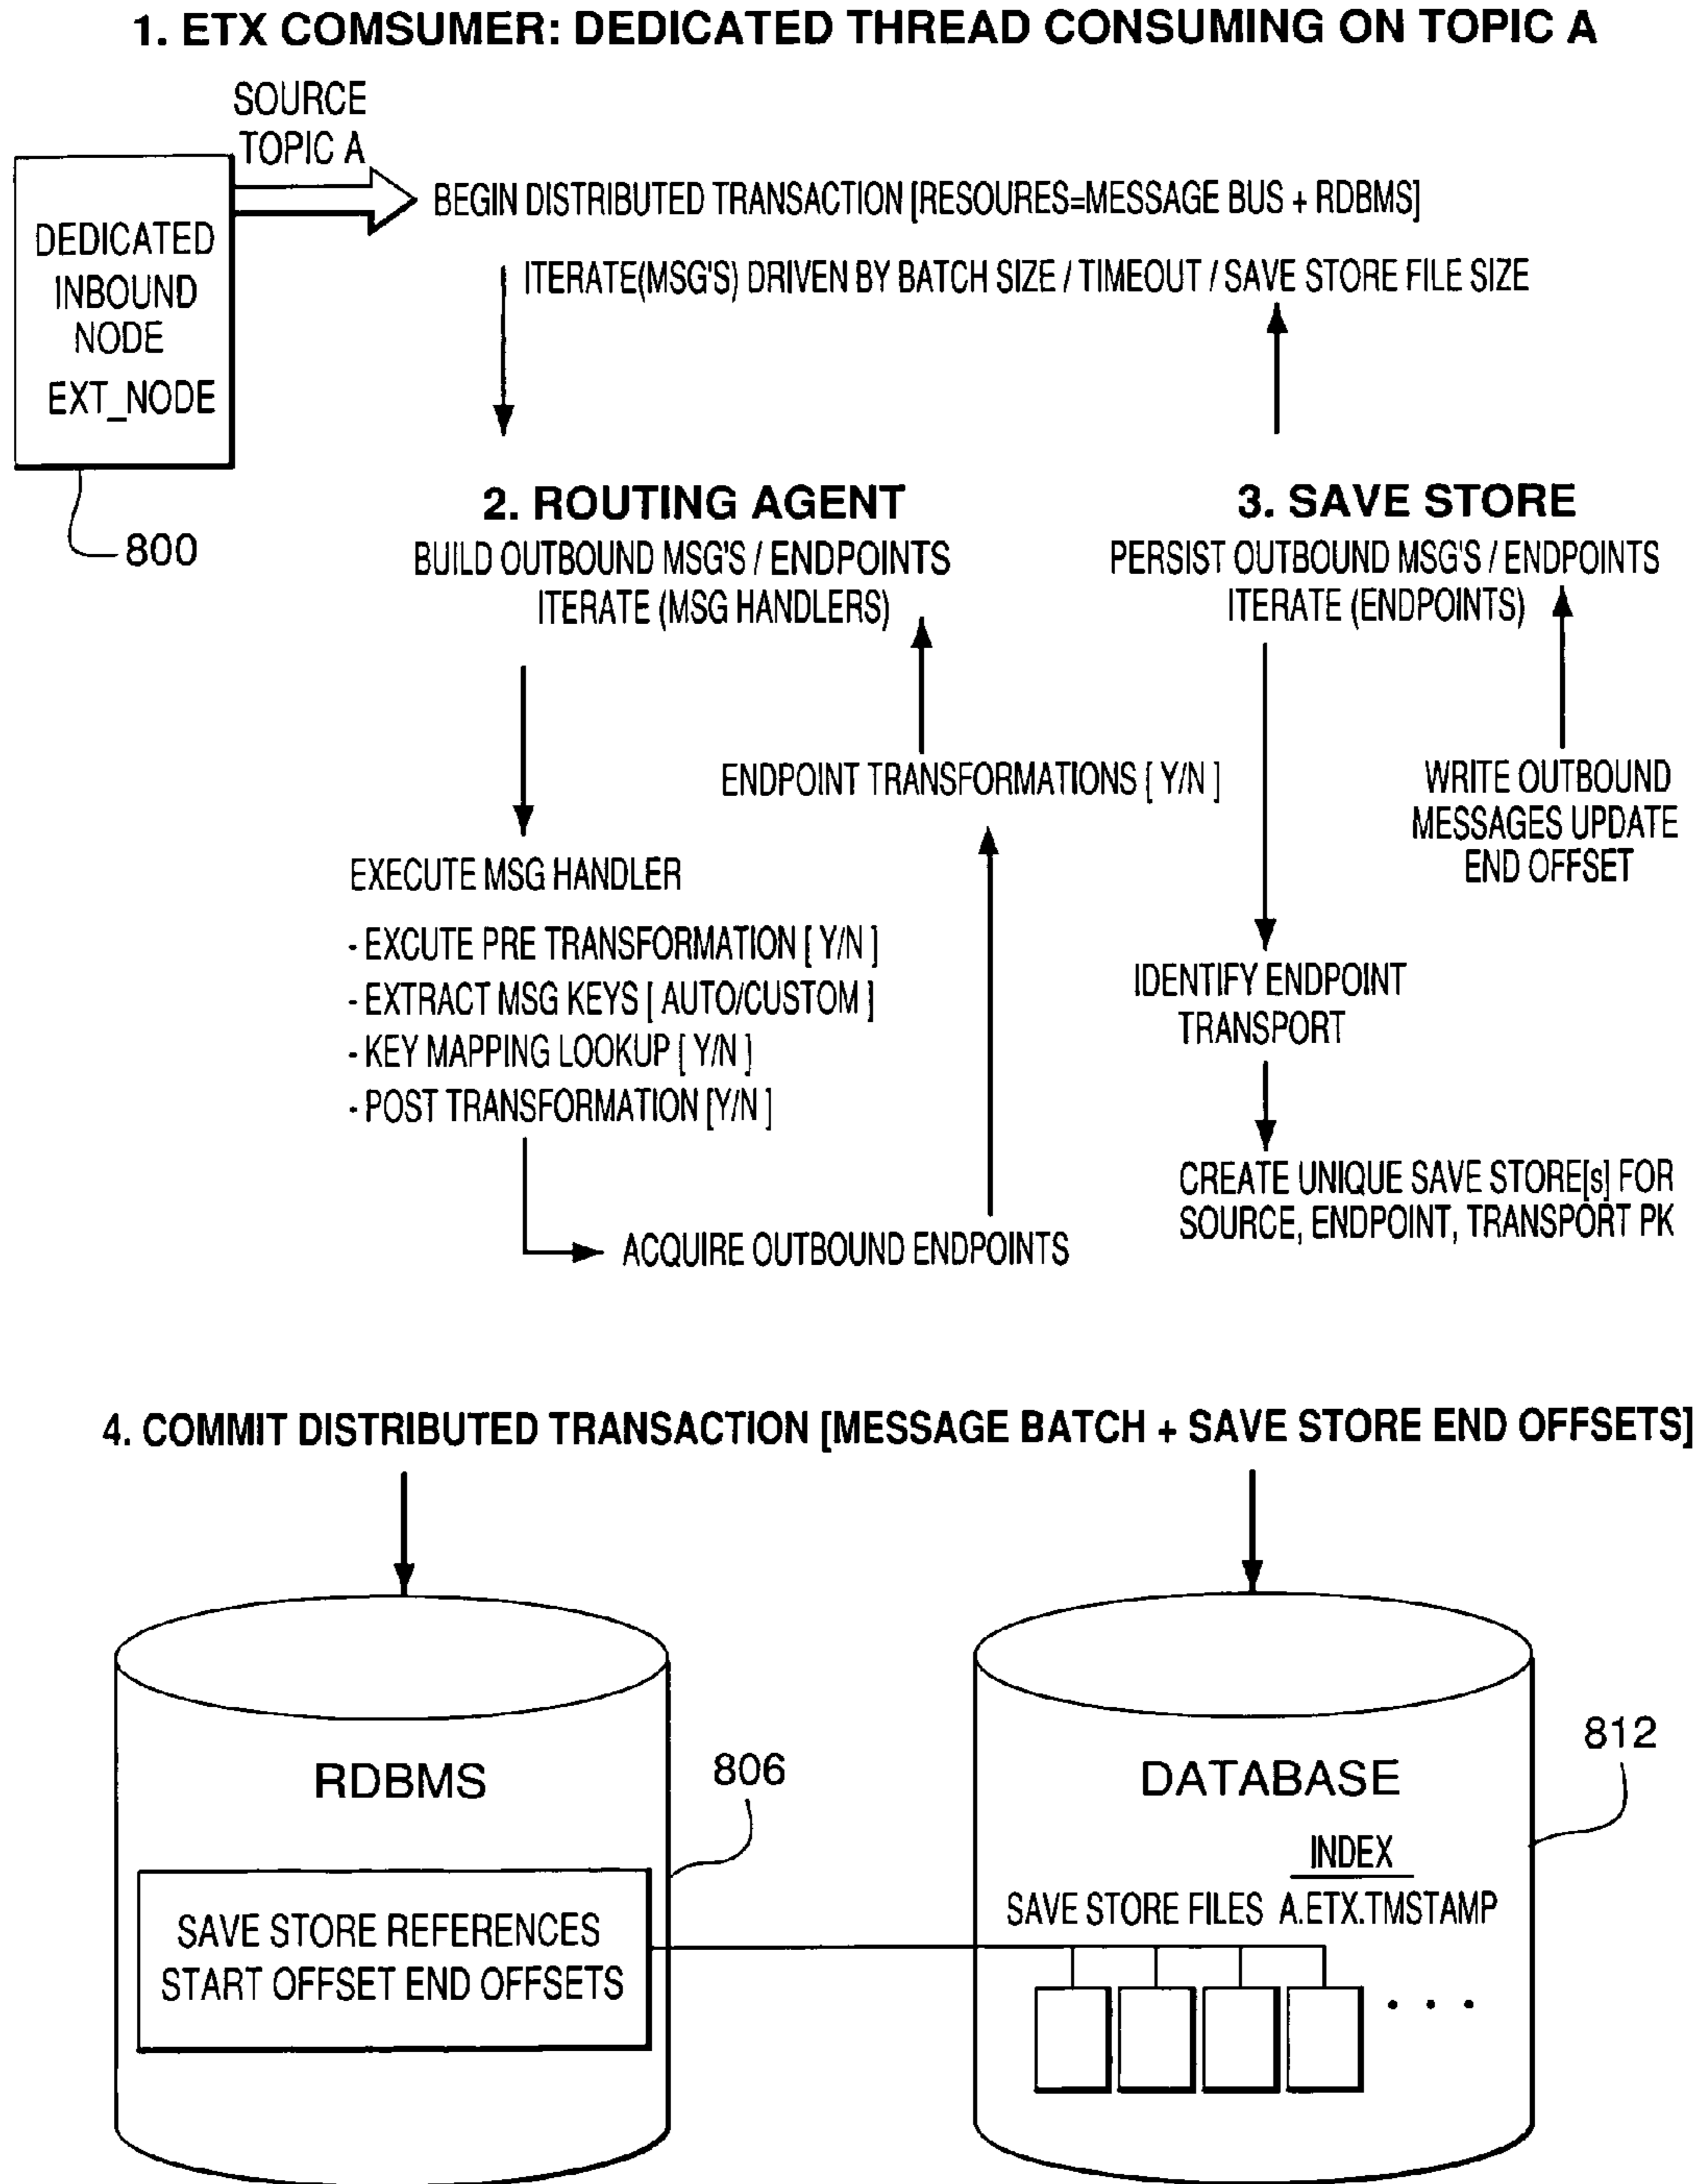 1. ETX COMSUMER: DEDICATED THREAD CONSUMING ON TOPIC A
SOURCE
TOPIC A
DEDICATED
INBOUND
NODE
EXT_NODE
800
BEGIN DISTRIBUTED TRANSACTION [RESOURES=MESSAGE BUS + RDBMS]
ITERATE(MSG'S) DRIVEN BY BATCH SIZE / TIMEOUT / SAVE STORE FILE SIZE
2. ROUTING AGENT
BUILD OUTBOUND MSG'S / ENDPOINTS
ITERATE (MSG HANDLERS)
ENDPOINT TRANSFORMATIONS [ Y/N ]
EXECUTE MSG HANDLER
- EXCUTE PRE TRANSFORMATION [ Y/N ]
- EXTRACT MSG KEYS [ AUTO/CUSTOM ]
- KEY MAPPING LOOKUP [ Y/N ]
- POST TRANSFORMATION [Y/N ]
ACQUIRE OUTBOUND ENDPOINTS
3. SAVE STORE
PERSIST OUTBOUND MSG'S / ENDPOINTS
ITERATE (ENDPOINTS)
WRITE OUTBOUND
MESSAGES UPDATE
END OFFSET
IDENTIFY ENDPOINT
TRANSPORT
CREATE UNIQUE SAVE STORE[s] FOR
SOURCE, ENDPOINT, TRANSPORT PK
4. COMMIT DISTRIBUTED TRANSACTION [MESSAGE BATCH + SAVE STORE END OFFSETS]
RDBMS
806
SAVE STORE REFERENCES
START OFFSET END OFFSETS
DATABASE
812
INDEX
SAVE STORE FILES A.ETX.TMSTAMP
. . .